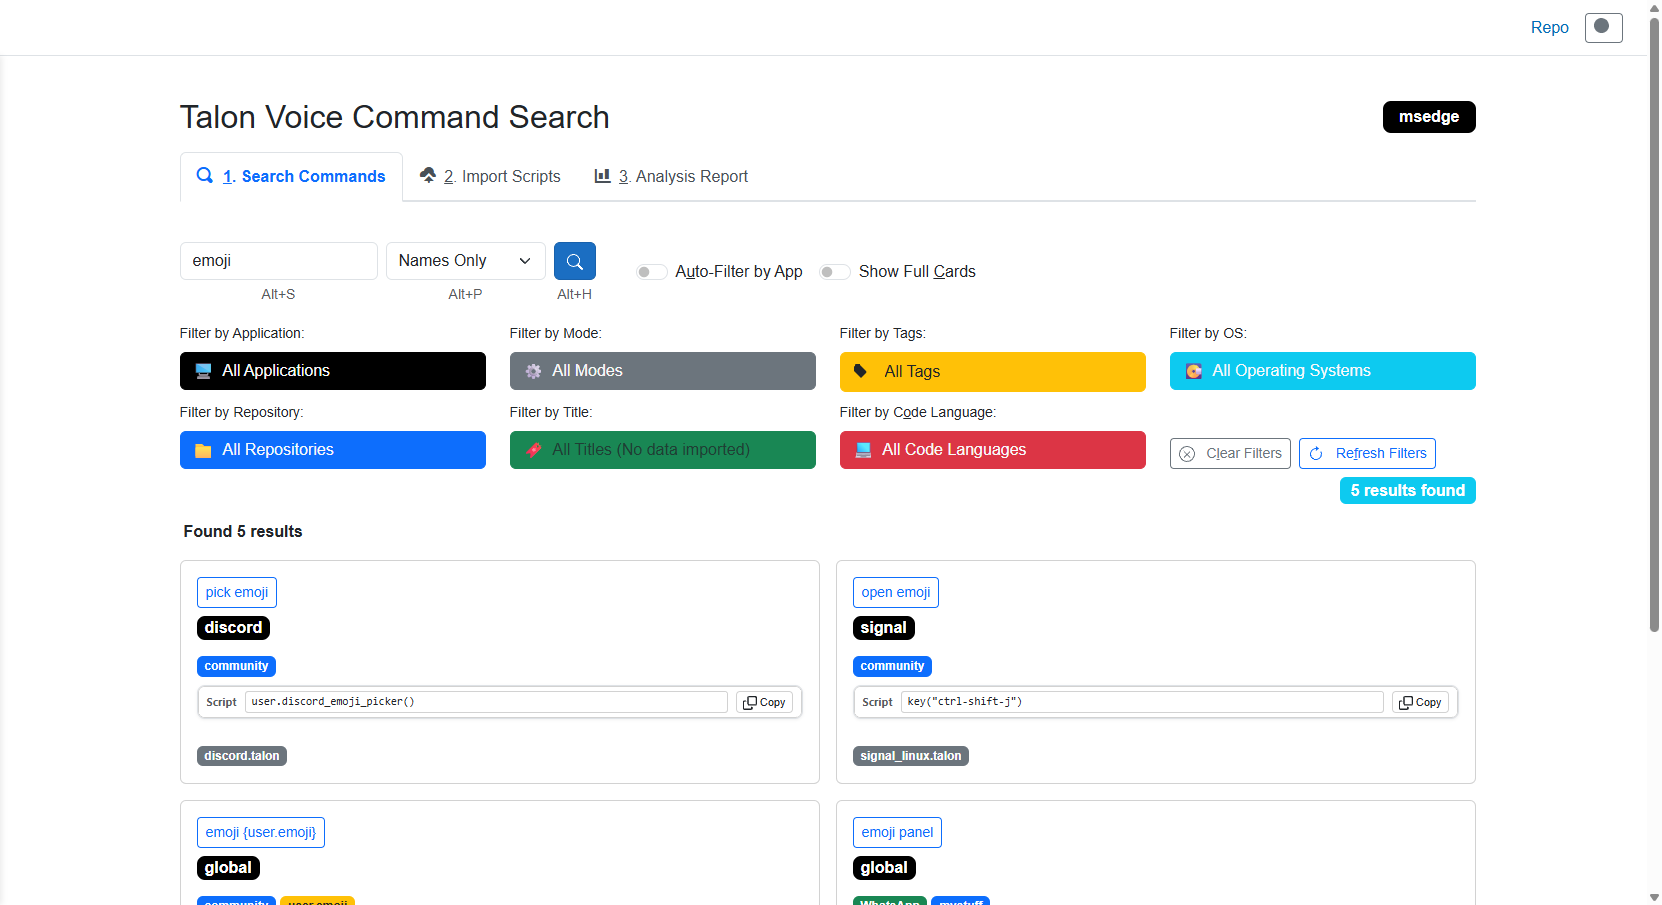 Repo
Talon Voice Command Search
msedge
1. Search Commands
2. Import Scripts
3. Analysis Report
emoji
Names Only
Auto-Filter by App
Show Full Cards
Alt+S
Alt+P
Alt+H
Filter by Application:
Filter by Mode:
Filter by Tags:
Filter by OS:
All Applications
All Modes
All Tags
All Operating Systems
Filter by Repository:
Filter by Title:
Filter by Code Language:
All Repositories
All Titles (No data imported)
All Code Languages
Clear Filters
Refresh Filters
5 results found
Found 5 results
pick emoji
discord
community
Script user.discord_emoji_picker() Copy
discord.talon
open emoji
signal
community
Script key("ctrl-shift-j") Copy
signal_linux.talon
emoji {user.emoji}
global
community user.emoji
emoji panel
global
WhatsApp mystuff